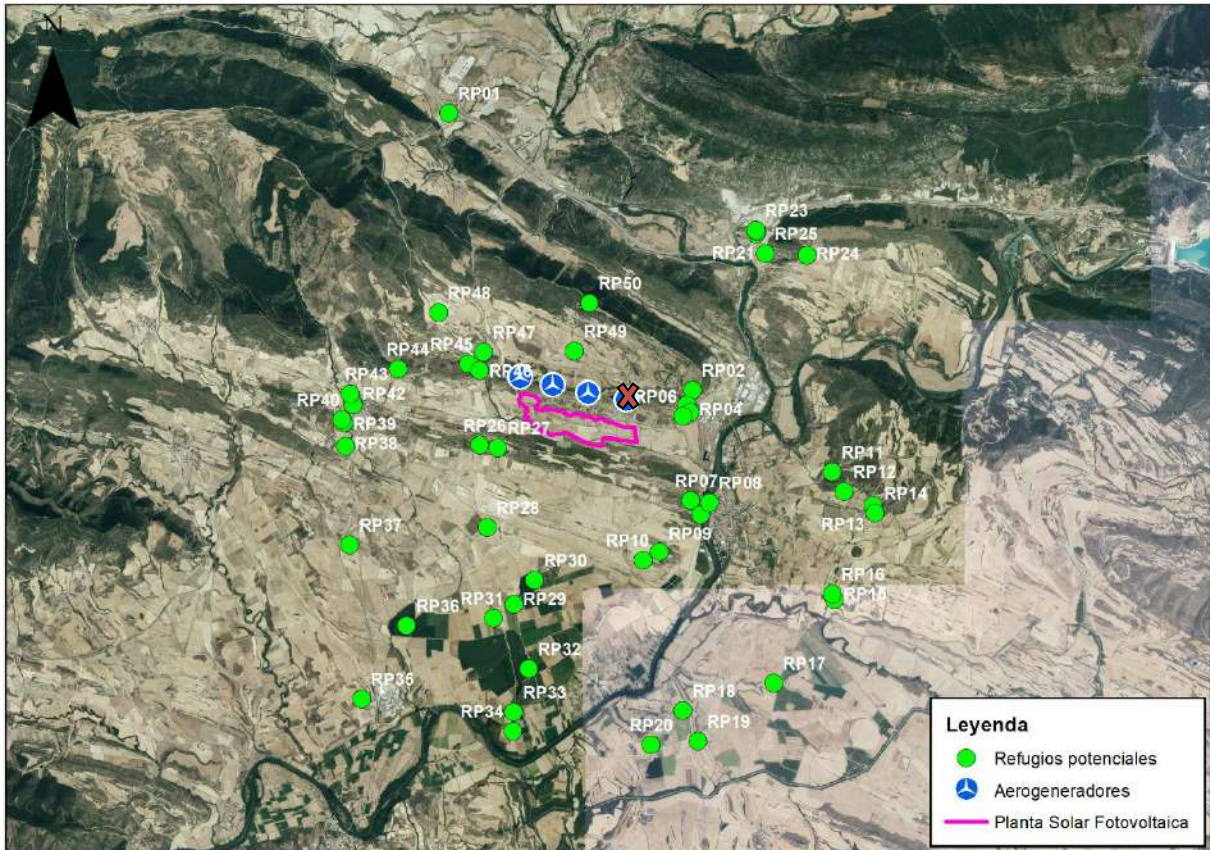 N
RP01
RP23
RP25
RP21
RP24
RP50
RP48
RP47
RP49
RP45
RP44
RP46
RP43
RP42
RP40
RP39
RP38
RP02
RP06
RP04
RP26
RP27
RP11
RP12
RP14
RP13
RP07
RP08
RP09
RP10
RP28
RP37
RP30
RP29
RP31
RP36
RP16
RP15
RP32
RP33
RP34
RP35
RP17
RP18
RP19
RP20
Leyenda
Refugios potenciales
Aerogeneradores
Planta Solar Fotovoltaica